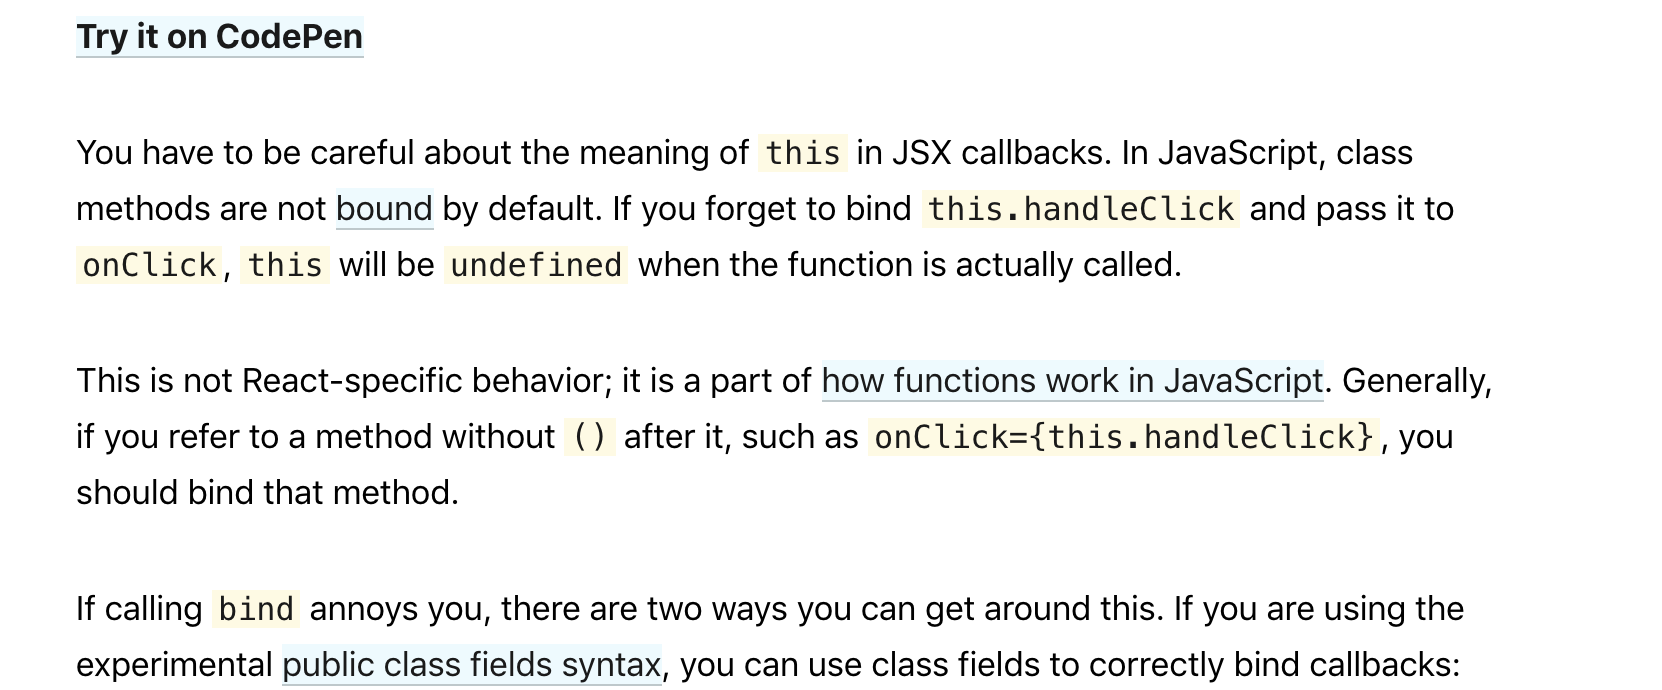 Try it on CodePen
You have to be careful about the meaning of this in JSX callbacks. In JavaScript, class
methods are not bound by default. If you forget to bind this.handleClick and pass it to
onClick, this will be undefined when the function is actually called.
This is not React-specific behavior; it is a part of how functions work in JavaScript. Generally,
if you refer to a method without () after it, such as onClick={this.handleClick}, you
should bind that method.
If calling bind annoys you, there are two ways you can get around this. If you are using the
experimental public class fields syntax, you can use class fields to correctly bind callbacks: